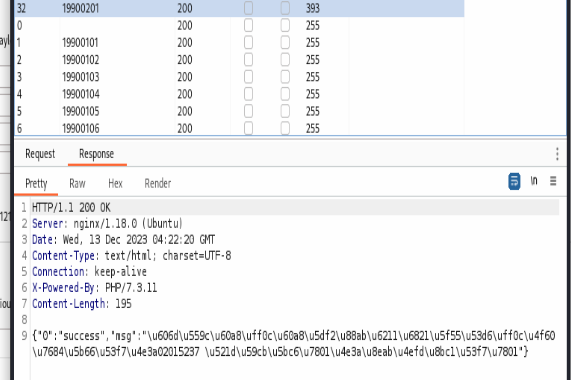 32 19900201 200 393
0 200 255
1 19900101 200 255
2 19900102 200 255
3 19900103 200 255
4 19900104 200 255
5 19900105 200 255
6 19900106 200 255
Request Response
Pretty Raw Hex Render \n
1 HTTP/1.1 200 OK
2 Server: nginx/1.18.0 (Ubuntu)
3 Date: Wed, 13 Dec 2023 04:22:20 GMT
4 Content-Type: text/html; charset=UTF-8
5 Connection: keep-alive
6 X-Powered-By: PHP/7.3.11
7 Content-Length: 195
8
9 {"0":"success","msg":"\u606d\u559c\u60a8\uff0c\u60a8\u5df2\u88ab\u6211\u6821\u5f55\u53d6\uff0c\u4f60
\u7684\u5b66\u53f7\u4e3a02015237 \u521d\u59cb\u5bc6\u7801\u4e3a\u8eab\u4efd\u8bc1\u53f7\u7801"}